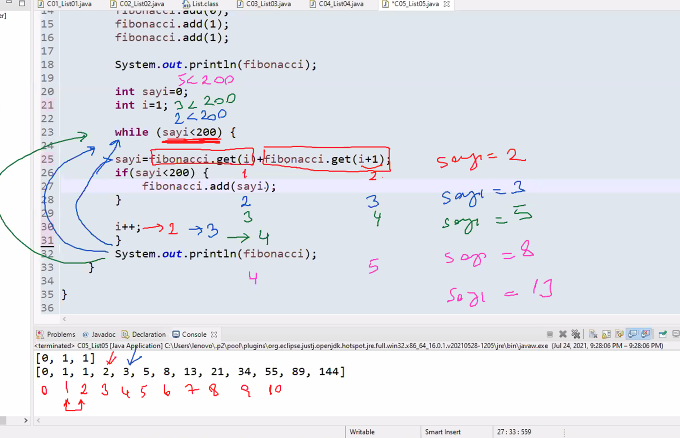 C01_List01.java C02_List02.java List.class C03_List03.java C04_List04.java *C05_List05.java
14 fibonacci.add(0);
15 fibonacci.add(1);
16 fibonacci.add(1);
17
18 System.out.println(fibonacci);
19 5<200
20 int sayi=0;
21 int i=1; 3<200
22 2<200
23 while (sayi<200) {
24
25 sayi=fibonacci.get(i)+fibonacci.get(i+1); sayı = 2
26 if(sayi<200) { 1 2
27 fibonacci.add(sayi);
28 } 2 3 sayı = 3
29 3 4 sayı = 5
30 i++; → 2 → 3
31 } → 4
32 System.out.println(fibonacci); sayı = 8
33 } 4 5
34 sayı = 13
35 }
36
Problems @ Javadoc Declaration Console
<terminated> C05_List05 [Java Application] C:\Users\lenovo\.p2\pool\plugins\org.eclipse.justj.openjdk.hotspot.jre.full.win32.x86_64_16.0.1.v20210528-1205\jre\bin\javaw.exe (Jul 24, 2021, 9:28:06 PM – 9:28:06 PM)
[0, 1, 1]
[0, 1, 1, 2, 3, 5, 8, 13, 21, 34, 55, 89, 144]
0 1 2 3 4 5 6 7 8 9 10
Writable Smart Insert 27 : 33 : 559